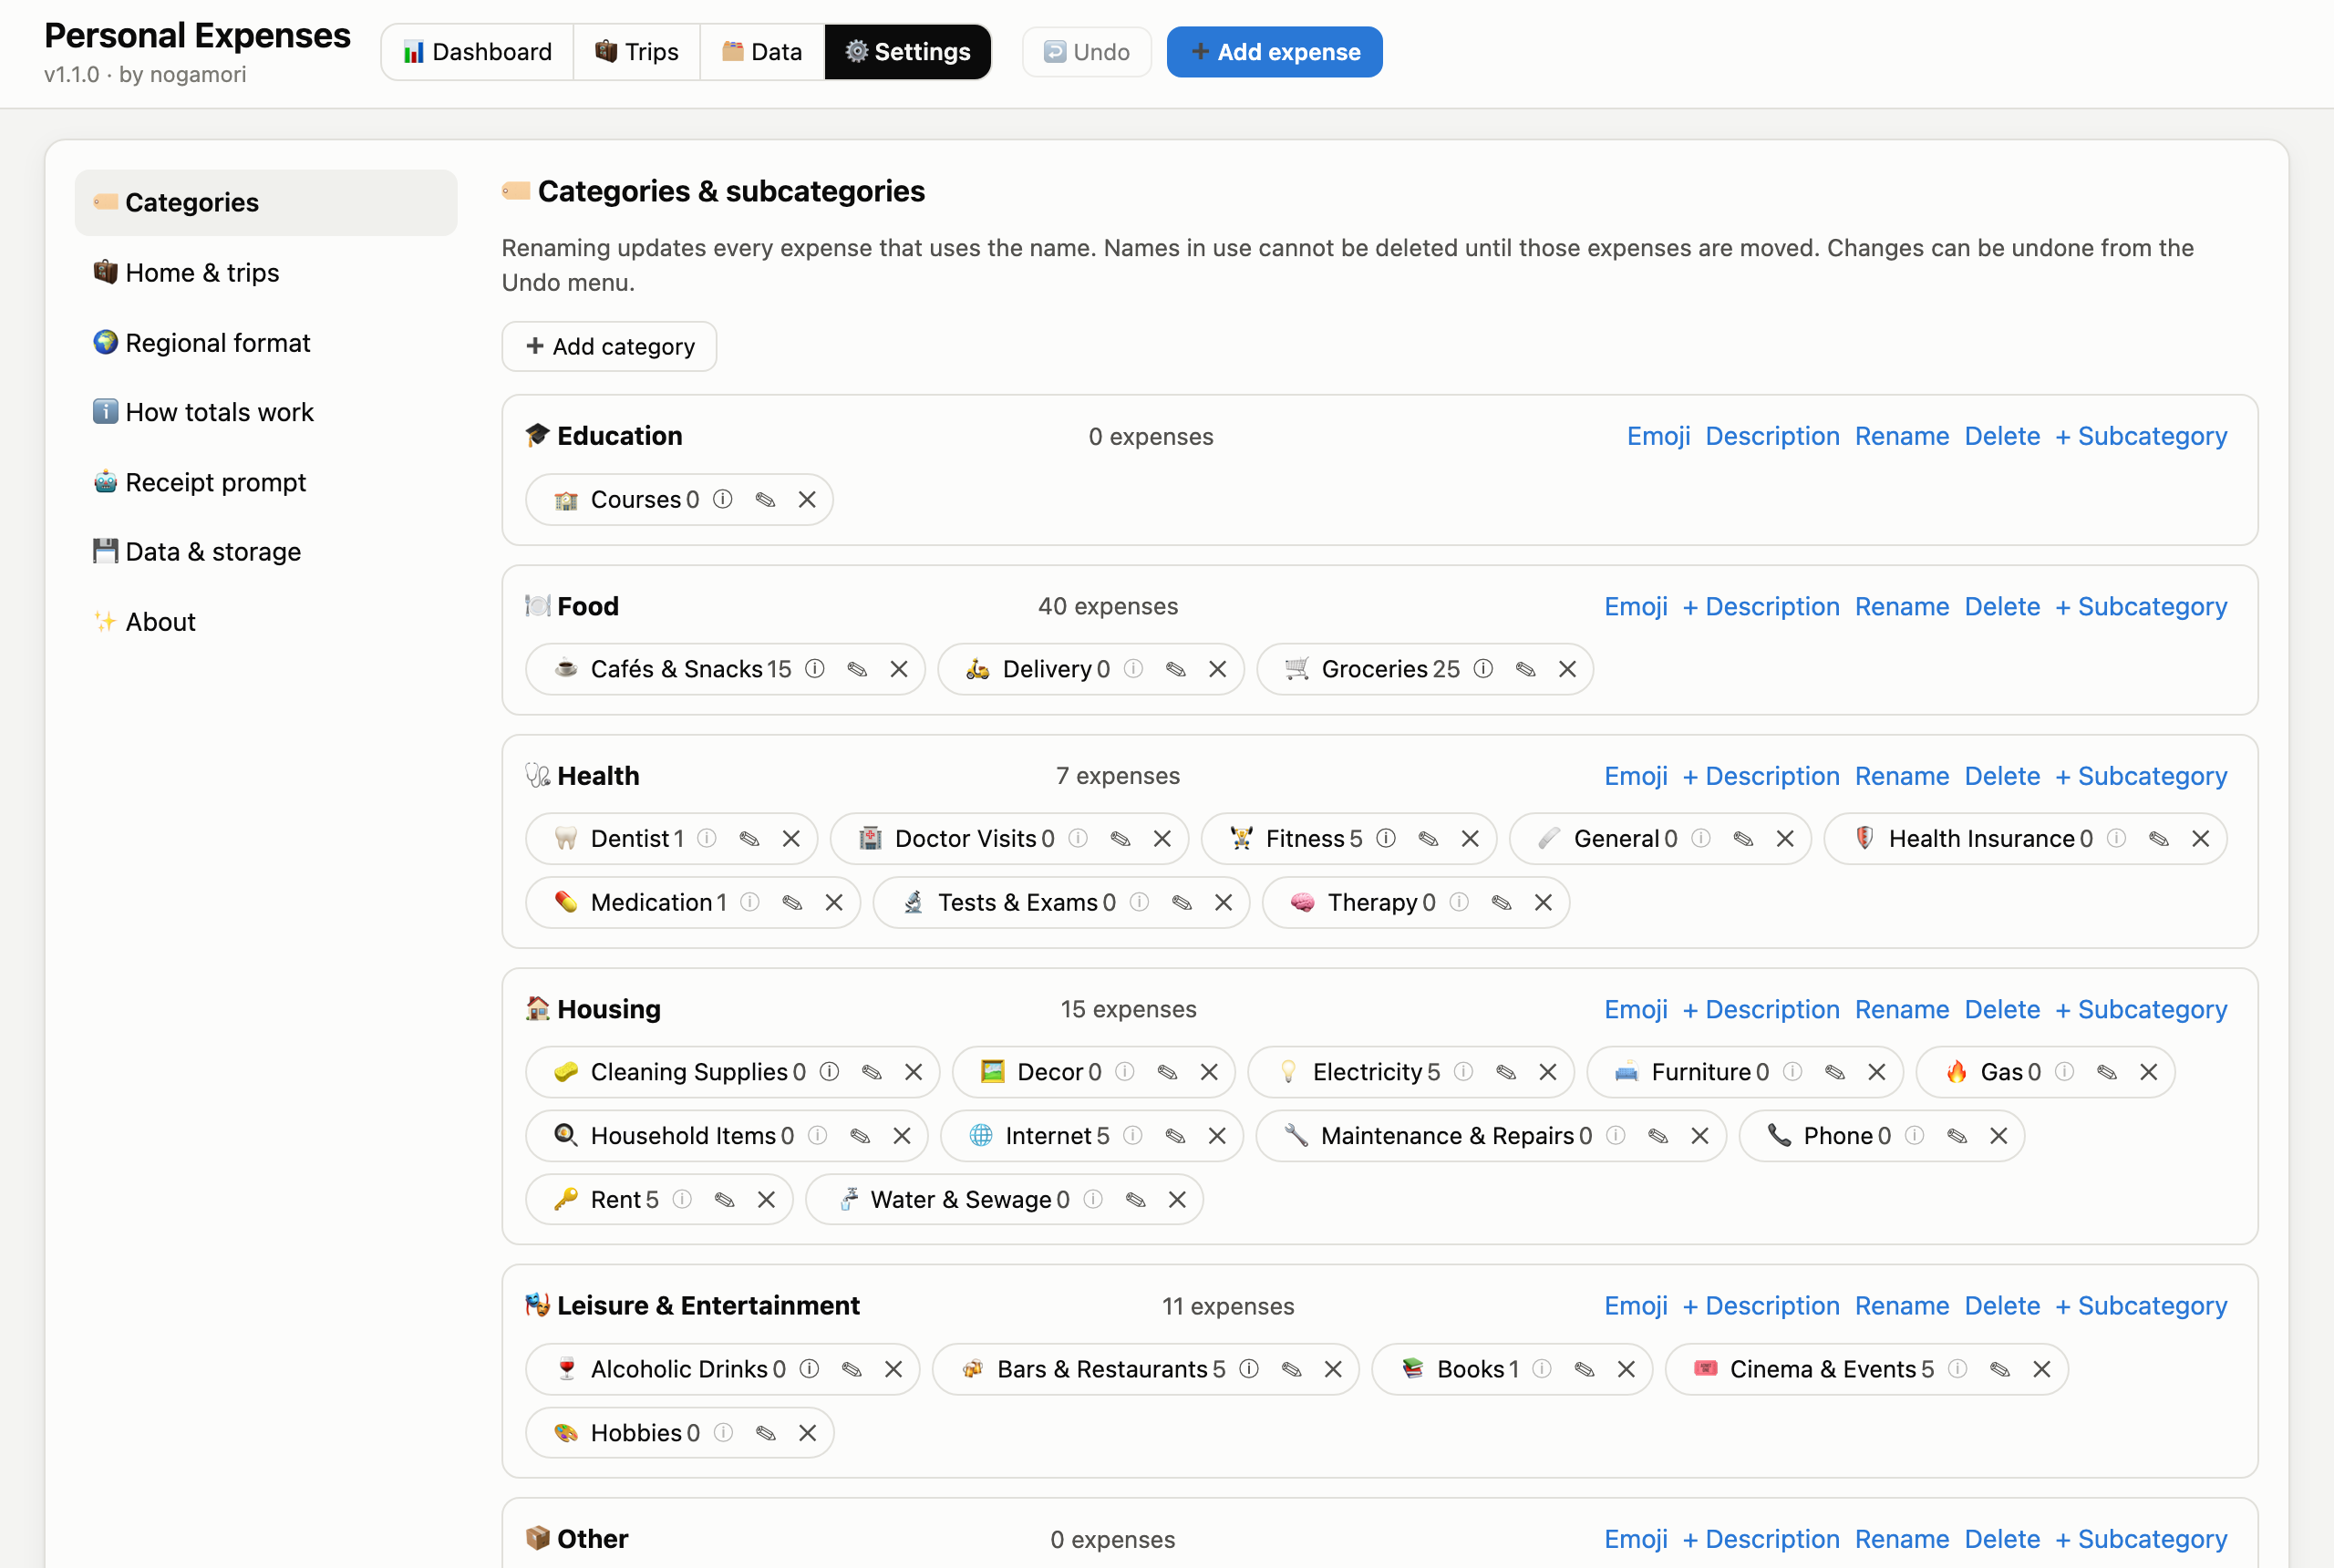 Personal Expenses
v1.1.0 · by nogamori
Dashboard
Trips
Data
Settings
Undo
Add expense
Categories
Home & trips
Regional format
How totals work
Receipt prompt
Data & storage
About
Categories & subcategories
Renaming updates every expense that uses the name. Names in use cannot be deleted until those expenses are moved. Changes can be undone from the
Undo menu.
+ Add category
Education 0 expenses Emoji Description Rename Delete + Subcategory
Courses 0
Food 40 expenses Emoji + Description Rename Delete + Subcategory
Cafés & Snacks 15 Delivery 0 Groceries 25
Health 7 expenses Emoji + Description Rename Delete + Subcategory
Dentist 1 Doctor Visits 0 Fitness 5 General 0 Health Insurance 0
Medication 1 Tests & Exams 0 Therapy 0
Housing 15 expenses Emoji + Description Rename Delete + Subcategory
Cleaning Supplies 0 Decor 0 Electricity 5 Furniture 0 Gas 0
Household Items 0 Internet 5 Maintenance & Repairs 0 Phone 0
Rent 5 Water & Sewage 0
Leisure & Entertainment 11 expenses Emoji + Description Rename Delete + Subcategory
Alcoholic Drinks 0 Bars & Restaurants 5 Books 1 Cinema & Events 5
Hobbies 0
Other 0 expenses Emoji + Description Rename Delete + Subcategory